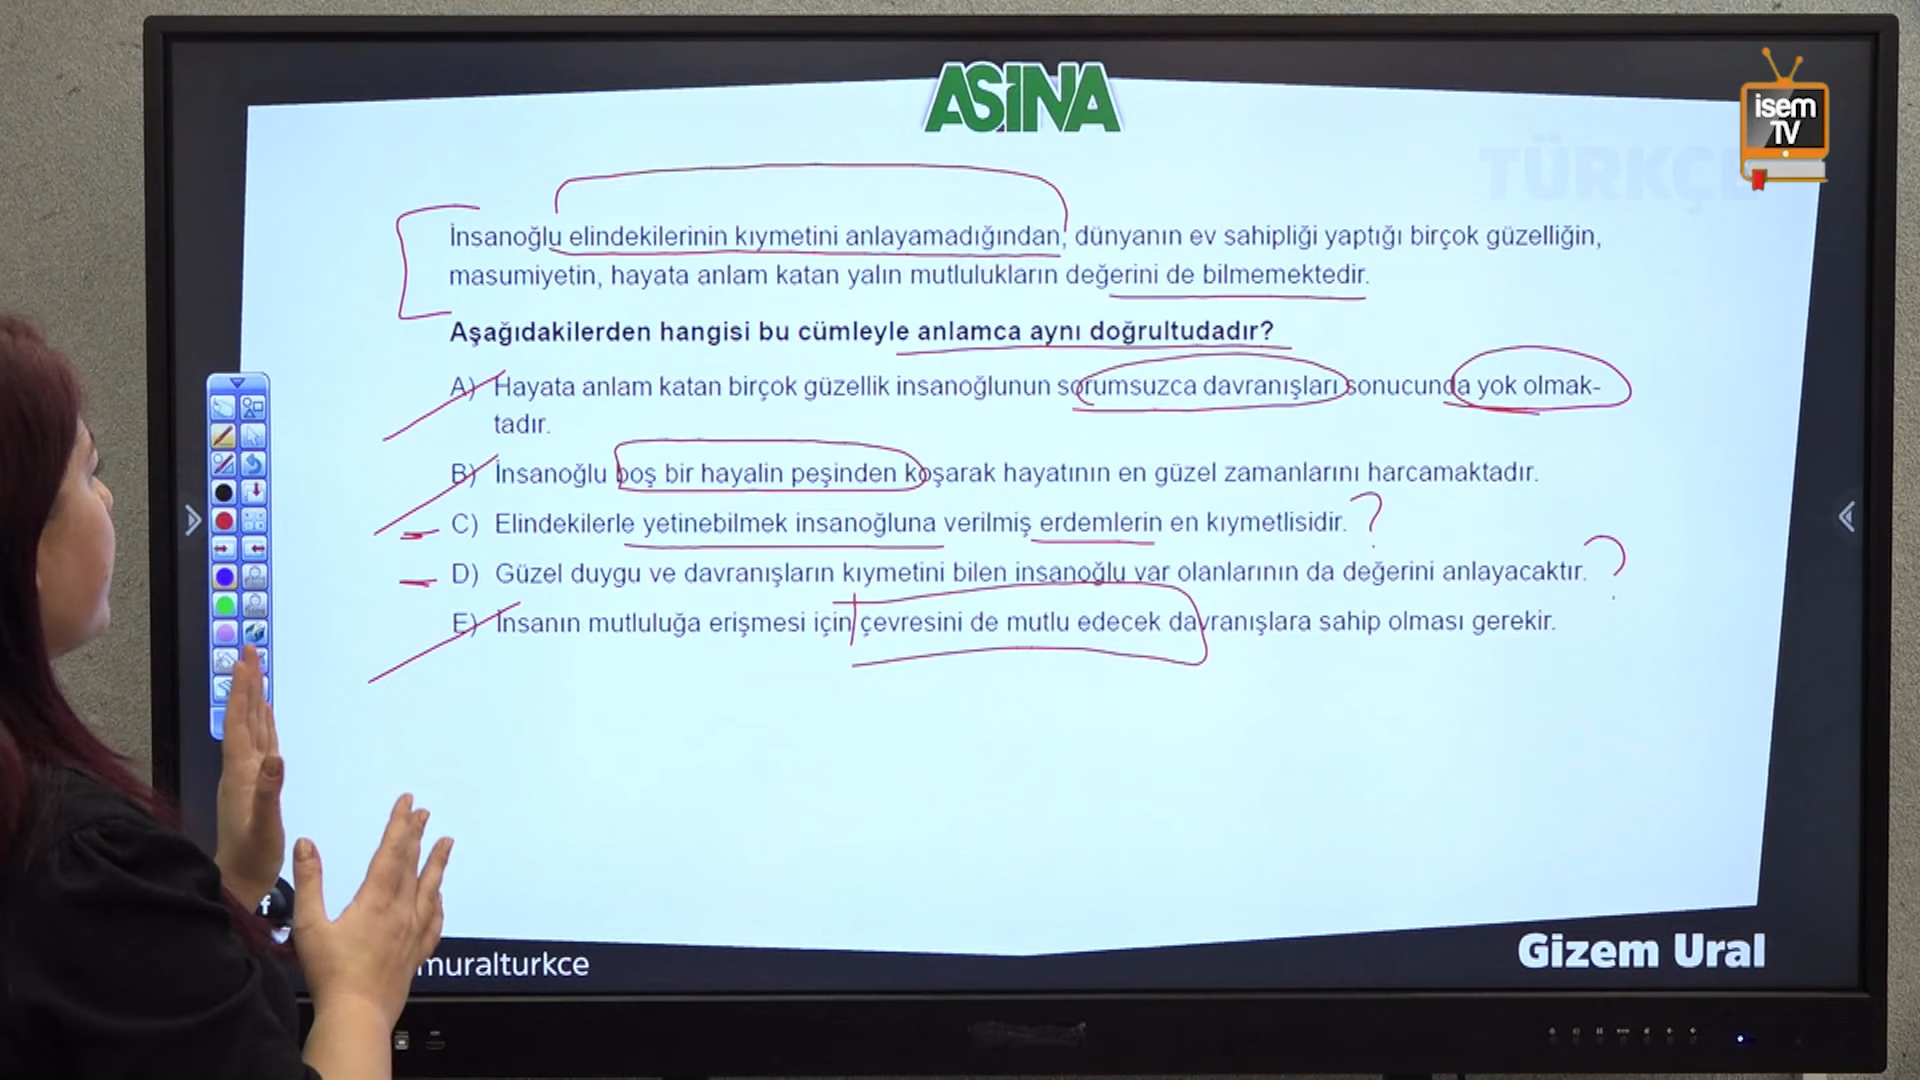 ASİNA
isem
TV
TÜRKÇE
İnsanoğlu elindekilerinin kıymetini anlayamadığından, dünyanın ev sahipliği yaptığı birçok güzelliğin,
masumiyetin, hayata anlam katan yalın mutlulukların değerini de bilmemektedir.
Aşağıdakilerden hangisi bu cümleyle anlamca aynı doğrultudadır?
A) Hayata anlam katan birçok güzellik insanoğlunun sorumsuzca davranışları sonucunda yok olmak-
tadır.
B) İnsanoğlu boş bir hayalin peşinden koşarak hayatının en güzel zamanlarını harcamaktadır.
C) Elindekilerle yetinebilmek insanoğluna verilmiş erdemlerin en kıymetlisidir. ?
D) Güzel duygu ve davranışların kıymetini bilen insanoğlu var olanlarının da değerini anlayacaktır. ?
E) İnsanın mutluluğa erişmesi için çevresini de mutlu edecek davranışlara sahip olması gerekir.
f
muralturkce
Gizem Ural